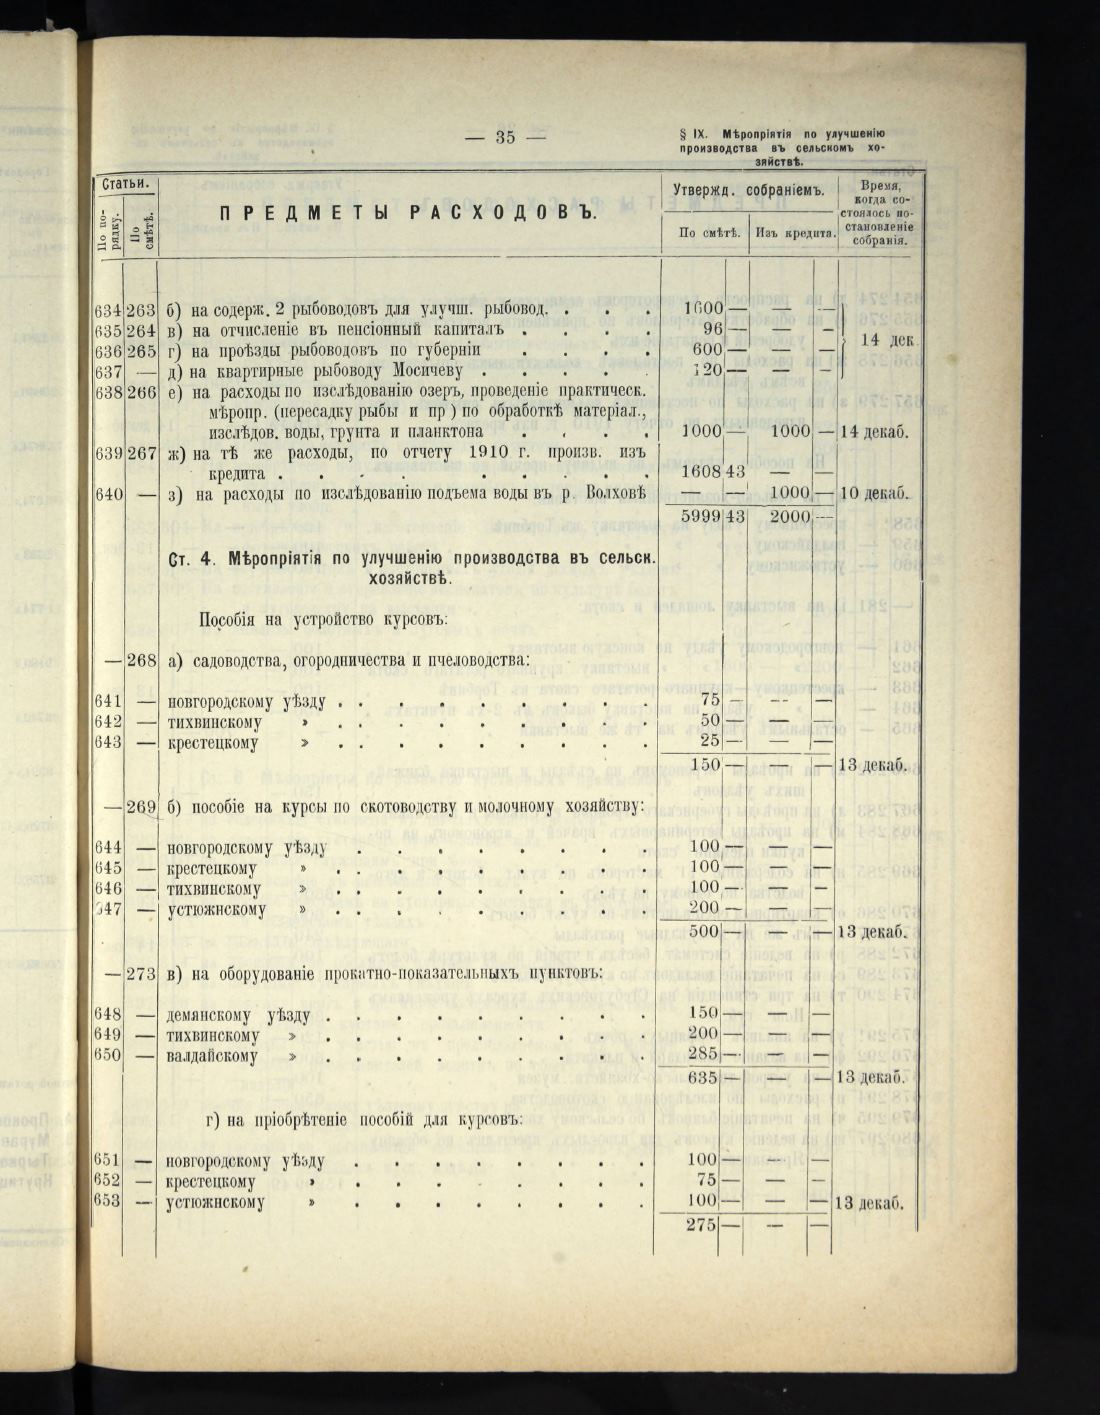 — 35 —
§ IX. Мѣропріятія по улучшенію
производства въ сельскомъ хо-
зяйствѣ.
Статьи.
По по-
рядку.
По
смѣтѣ.
ПРЕДМЕТЫ РАСХОДОВЪ.
Утвержд. собраніемъ.
По смѣтѣ. Изъ кредита.
Время,
когда со-
стоялось по-
становленіе
собранія.
634 263 б) на содерж. 2 рыбоводовъ для улучш. рыбовод. . . . 1600 — — —
635 264 в) на отчисленіе въ пенсіонный капиталъ . . . . 96 — — —
636 265 г) на проѣзды рыбоводовъ по губерніи . . . . 600 — — — 14 дек
637 — д) на квартирные рыбоводу Мосичеву . . . . 120 — — —
638 266 е) на расходы по изслѣдованію озеръ, проведеніе практическ.
мѣропр. (пересадку рыбы и пр ) по обработкѣ матеріал.,
изслѣдов. воды, грунта и планктона . . . . 1000 — 1000 — 14 декаб.
639 267 ж) на тѣ же расходы, по отчету 1910 г. произв. изъ
кредита . . . . . . . . 1608 43 — —
640 — з) на расходы по изслѣдованію подъема воды въ р. Волховѣ — — 1000 — 10 декаб.
5999 43 2000 —
Ст. 4. Мѣропріятія по улучшенію производства въ сельск.
хозяйствѣ.
Пособія на устройство курсовъ:
— 268 а) садоводства, огородничества и пчеловодства:
641 — новгородскому уѣзду . . . . . . . . 75 — — —
642 — тихвинскому » . . . . . . . . 50 — — —
643 — крестецкому » . . . . . . . . 25 — — —
150 — — — 13 декаб.
— 269 б) пособіе на курсы по скотоводству и молочному хозяйству:
644 — новгородскому уѣзду . . . . . . . . 100 — — —
645 — крестецкому » . . . . . . . . 100 — — —
646 — тихвинскому » . . . . . . . . 100 — — —
647 — устюжнскому » . . . . . . . . 200 — — —
500 — — — 13 декаб.
— 273 в) на оборудованіе прокатно-показательныхъ пунктовъ:
648 — демянскому уѣзду . . . . . . . . . 150 — — —
649 — тихвинскому » . . . . . . . . . 200 — — —
650 — валдайскому » . . . . . . . . . 285 — — —
635 — — — 13 декаб.
г) на пріобрѣтеніе пособій для курсовъ:
651 — новгородскому уѣзду . . . . . . . . 100 — — —
652 — крестецкому » . . . . . . . . 75 — — —
653 — устюжнскому » . . . . . . . . 100 — — — 13 декаб.
275 — — —